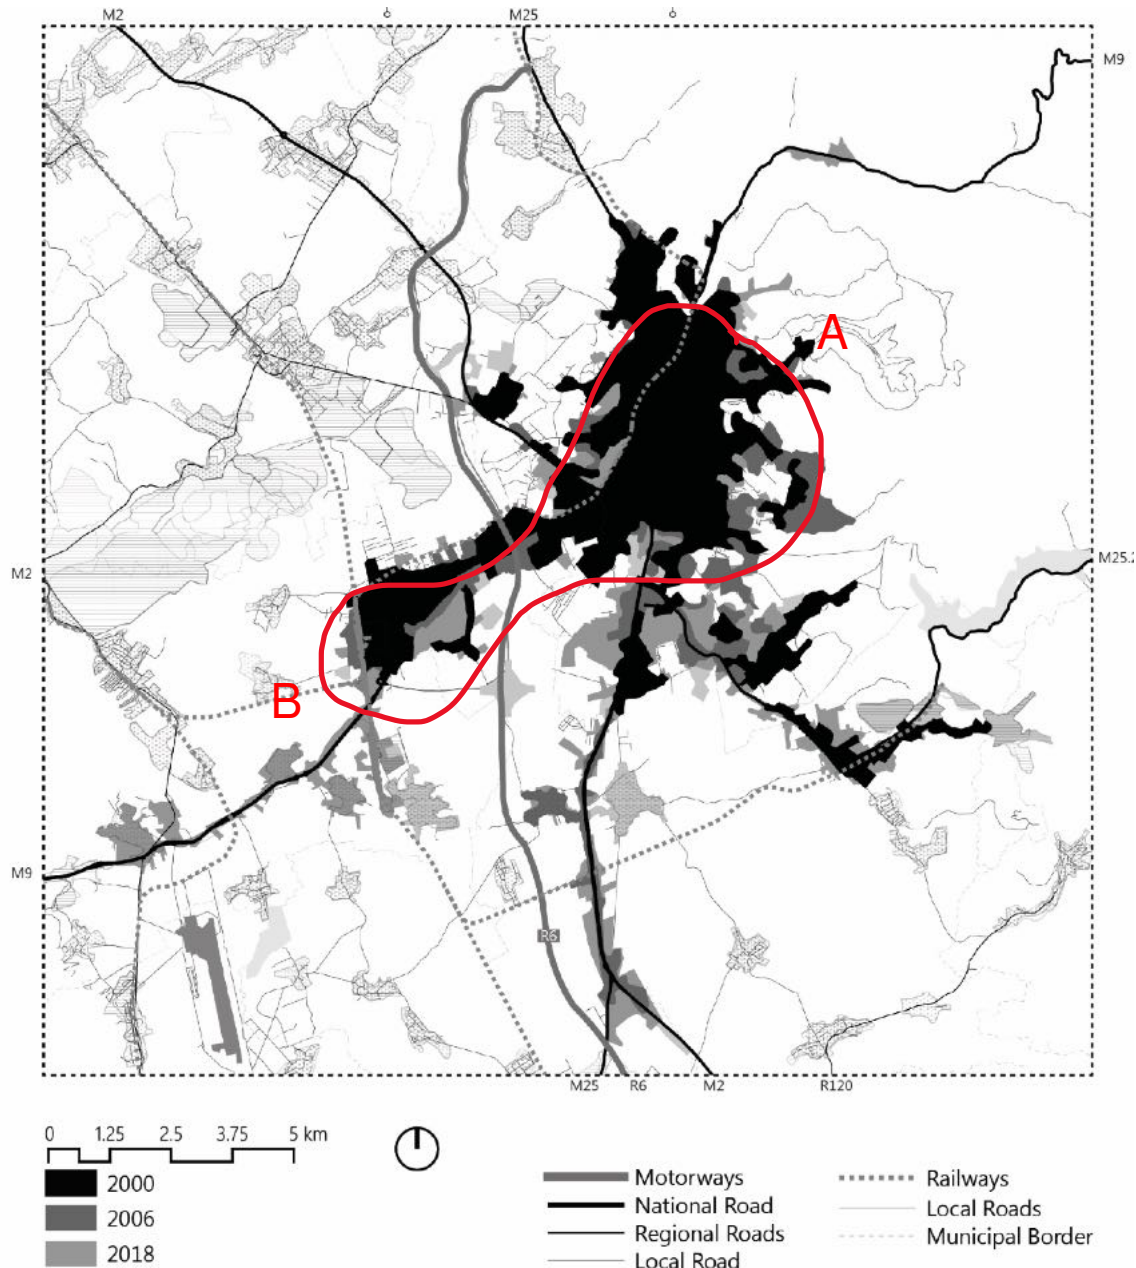 M2
M25
M9
A
M2
M25.2
B
M9
R6
M25
R6
M2
R120
0 1.25 2.5 3.75 5 km
2000
2006
2018
Motorways
National Road
Regional Roads
Local Road
Railways
Local Roads
Municipal Border